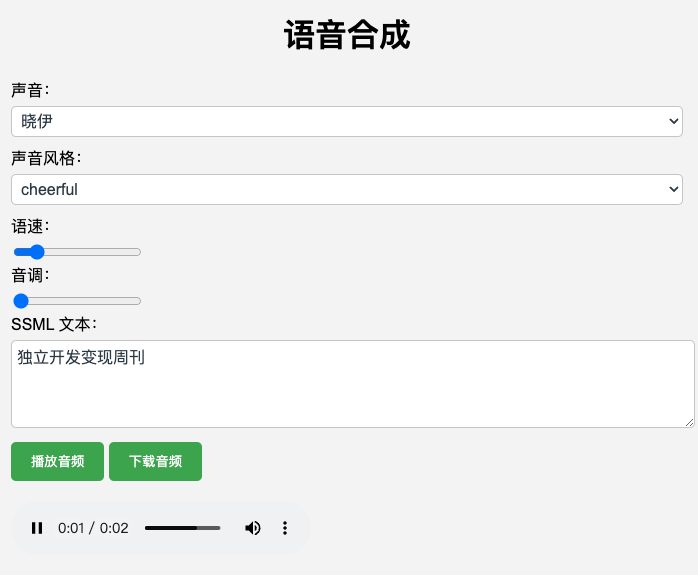 语音合成
声音:
晓伊
声音风格:
cheerful
语速:
音调:
SSML 文本:
独立开发变现周刊
播放音频 下载音频
0:01 / 0:02